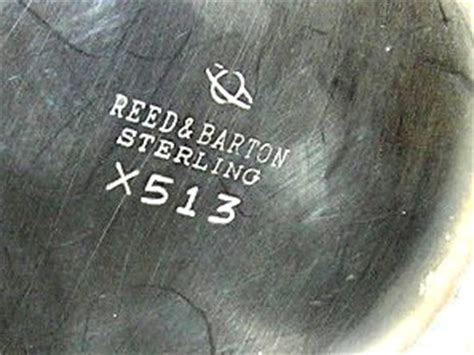 REED & BARTON
STERLING
X513